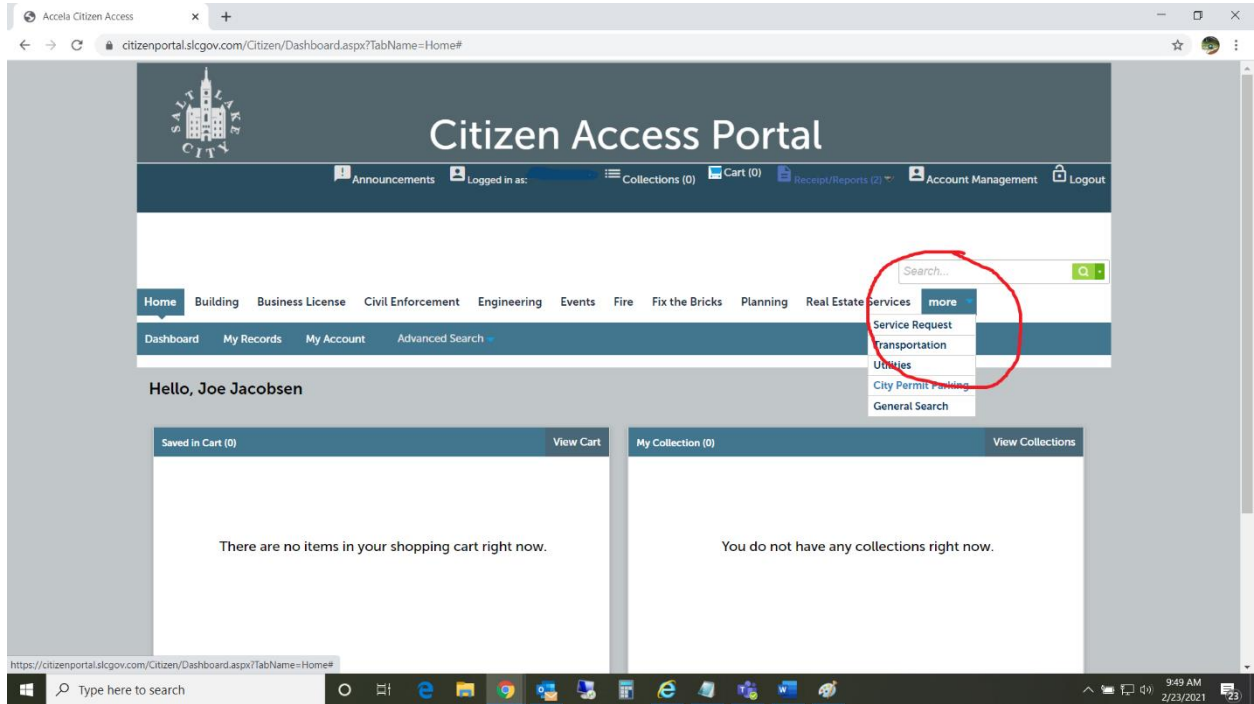 Accela Citizen Access
citizenportal.slcgov.com/Citizen/Dashboard.aspx?TabName=Home#
SALT LAKE CITY
Citizen Access Portal
Announcements Logged in as: Collections (0) Cart (0) Receipt/Reports (2) Account Management Logout
Search...
Home Building Business License Civil Enforcement Engineering Events Fire Fix the Bricks Planning Real Estate Services more
Service Request
Dashboard My Records My Account Advanced Search
Transportation
Utilities
City Permit Parking
General Search
Hello, Joe Jacobsen
Saved in Cart (0) View Cart My Collection (0) View Collections
There are no items in your shopping cart right now. You do not have any collections right now.
https://citizenportal.slcgov.com/Citizen/Dashboard.aspx?TabName=Home#
Type here to search
9:49 AM
2/23/2021
23